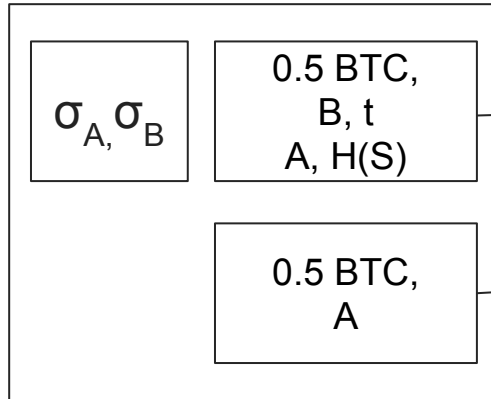 σA,σB
0.5 BTC,
B, t
A, H(S)
0.5 BTC,
A